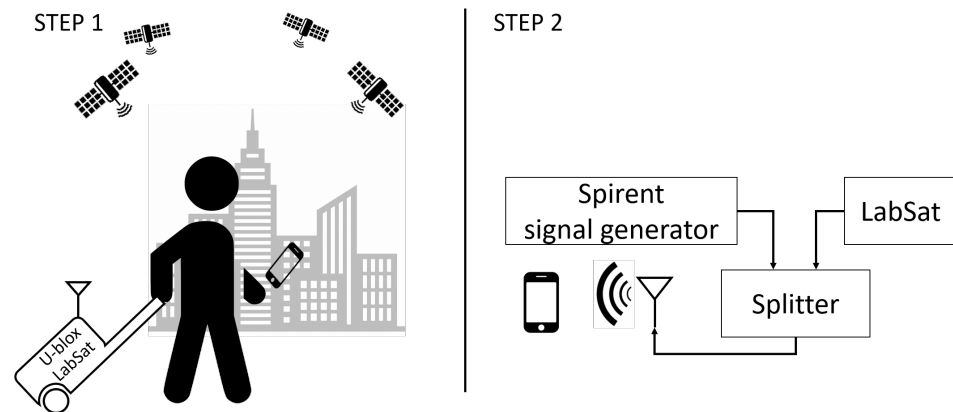 STEP 1
U-blox
LabSat
STEP 2
Spirent
signal generator
LabSat
Splitter